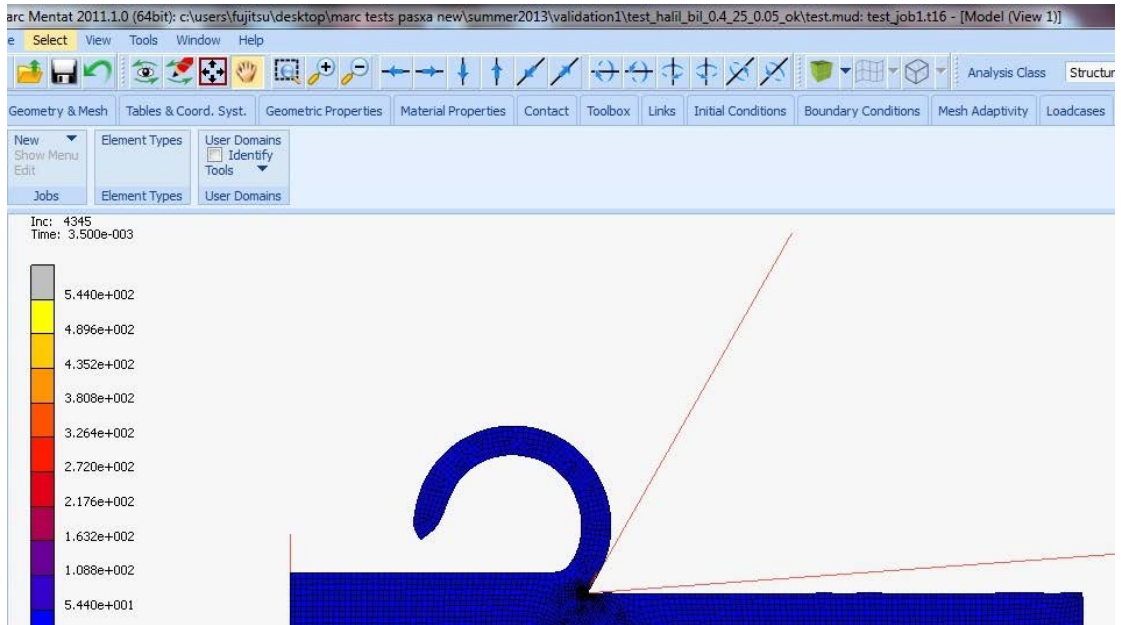 arc Mentat 2011.1.0 (64bit): c:\users\fujitsu\desktop\marc tests pasxa new\summer2013\validation1\test_halil_bil_0.4_25_0.05_ok\test.mud: test_job1.t16 - [Model (View 1)]
e Select View Tools Window Help
Analysis Class Structur
Geometry & Mesh Tables & Coord. Syst. Geometric Properties Material Properties Contact Toolbox Links Initial Conditions Boundary Conditions Mesh Adaptivity Loadcases
New Element Types User Domains
Show Menu Identify
Edit Tools
Jobs Element Types User Domains
Inc: 4345
Time: 3.500e-003
5.440e+002
4.896e+002
4.352e+002
3.808e+002
3.264e+002
2.720e+002
2.176e+002
1.632e+002
1.088e+002
5.440e+001